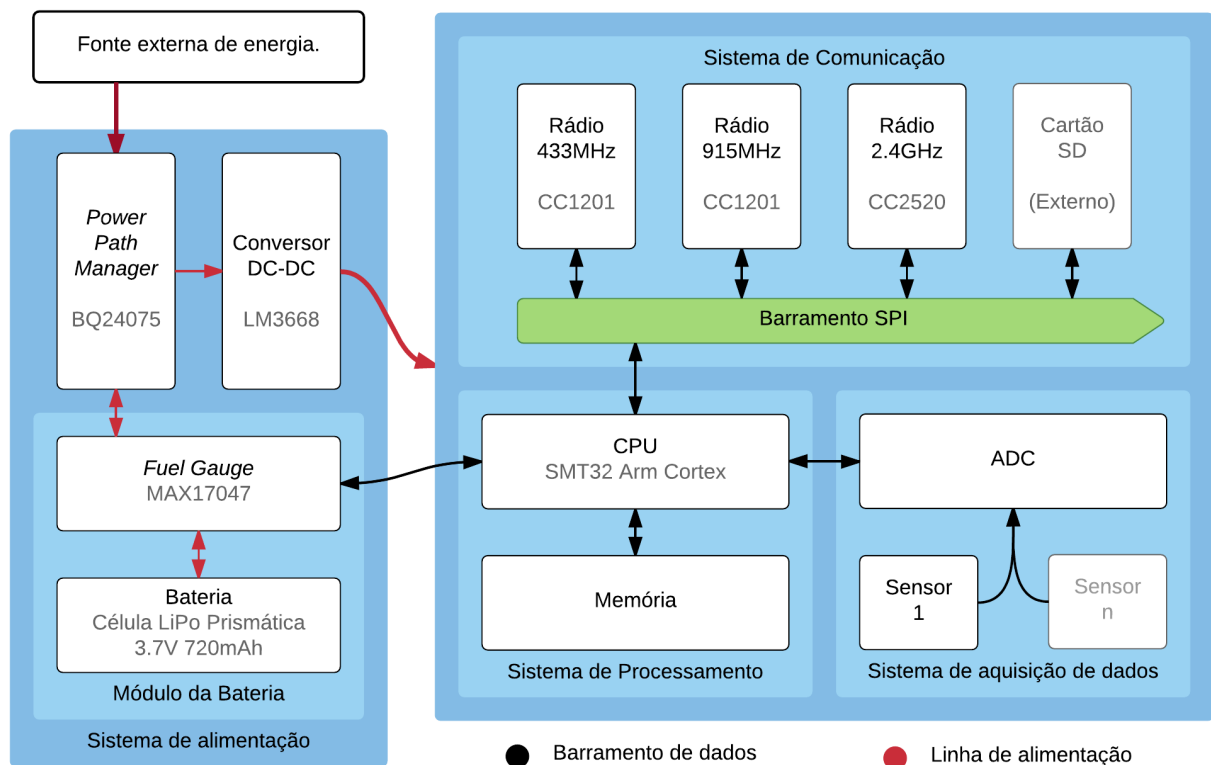 Fonte externa de energia.
Power
Path
Manager
BQ24075
Conversor
DC-DC
LM3668
Fuel Gauge
MAX17047
Bateria
Célula LiPo Prismática
3.7V 720mAh
Módulo da Bateria
Sistema de alimentação
Sistema de Comunicação
Rádio
433MHz
CC1201
Rádio
915MHz
CC1201
Rádio
2.4GHz
CC2520
Cartão
SD
(Externo)
Barramento SPI
CPU
SMT32 Arm Cortex
Memória
Sistema de Processamento
ADC
Sensor
1
Sensor
n
Sistema de aquisição de dados
Barramento de dados
Linha de alimentação